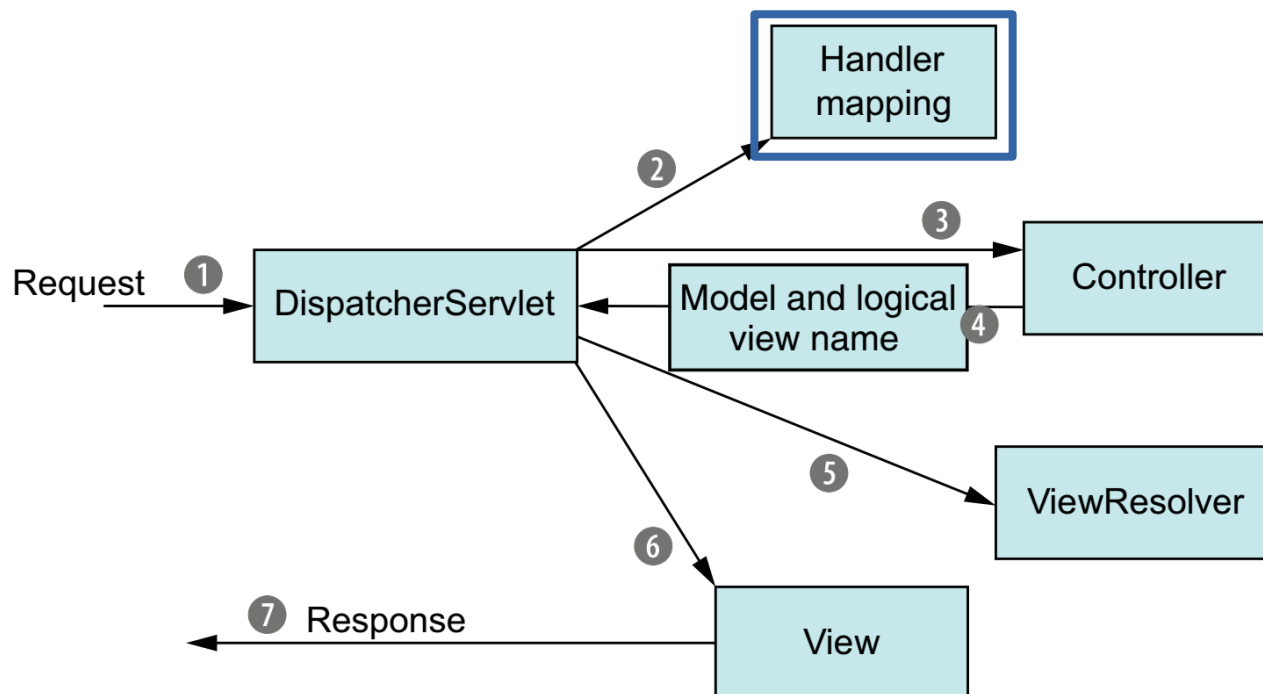 Handler
mapping
2
3
Request
1
DispatcherServlet
Model and logical
view name
4
Controller
5
ViewResolver
6
7
Response
View